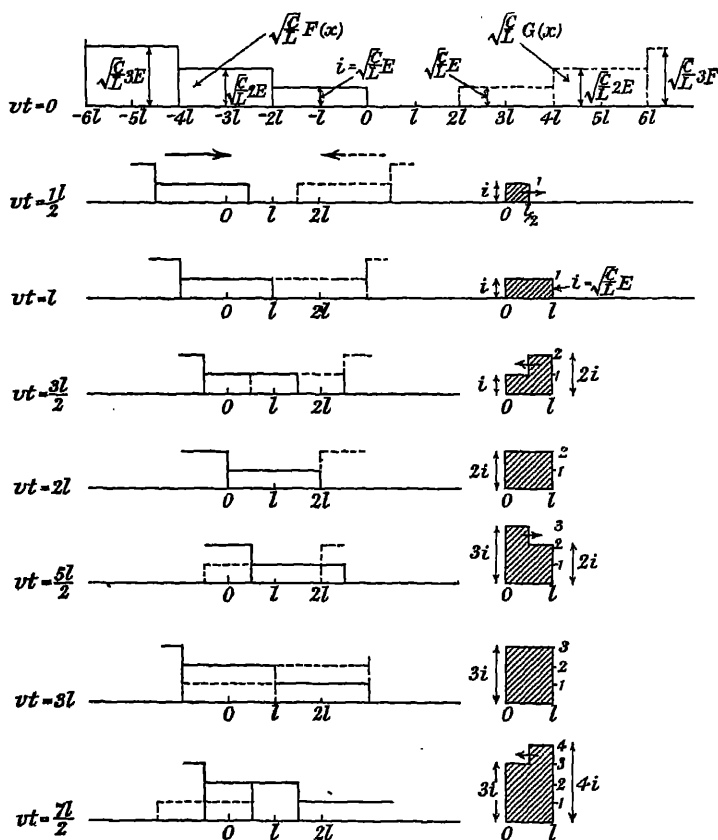 √C/L F(x) √C/L G(x)
√C/L 3E √C/L 2E i=√C/L E √C/L E √C/L 2E √C/L 3F
vt=0
-6l -5l -4l -3l -2l -l 0 l 2l 3l 4l 5l 6l
vt=1l/2 0 l 2l i 1 0 l/2
vt=l 0 l 2l i 1 i=√C/L E 0 l
vt=3l/2 0 l 2l i 2 1 2i 0 l
vt=2l 0 l 2l 2i 2 1 0 l
vt=5l/2 0 l 2l 3i 3 2 1 2i 0 l
vt=3l 0 l 2l 3i 3 2 1 0 l
vt=7l/2 0 l 2l 3i 4 3 2 1 4i 0 l